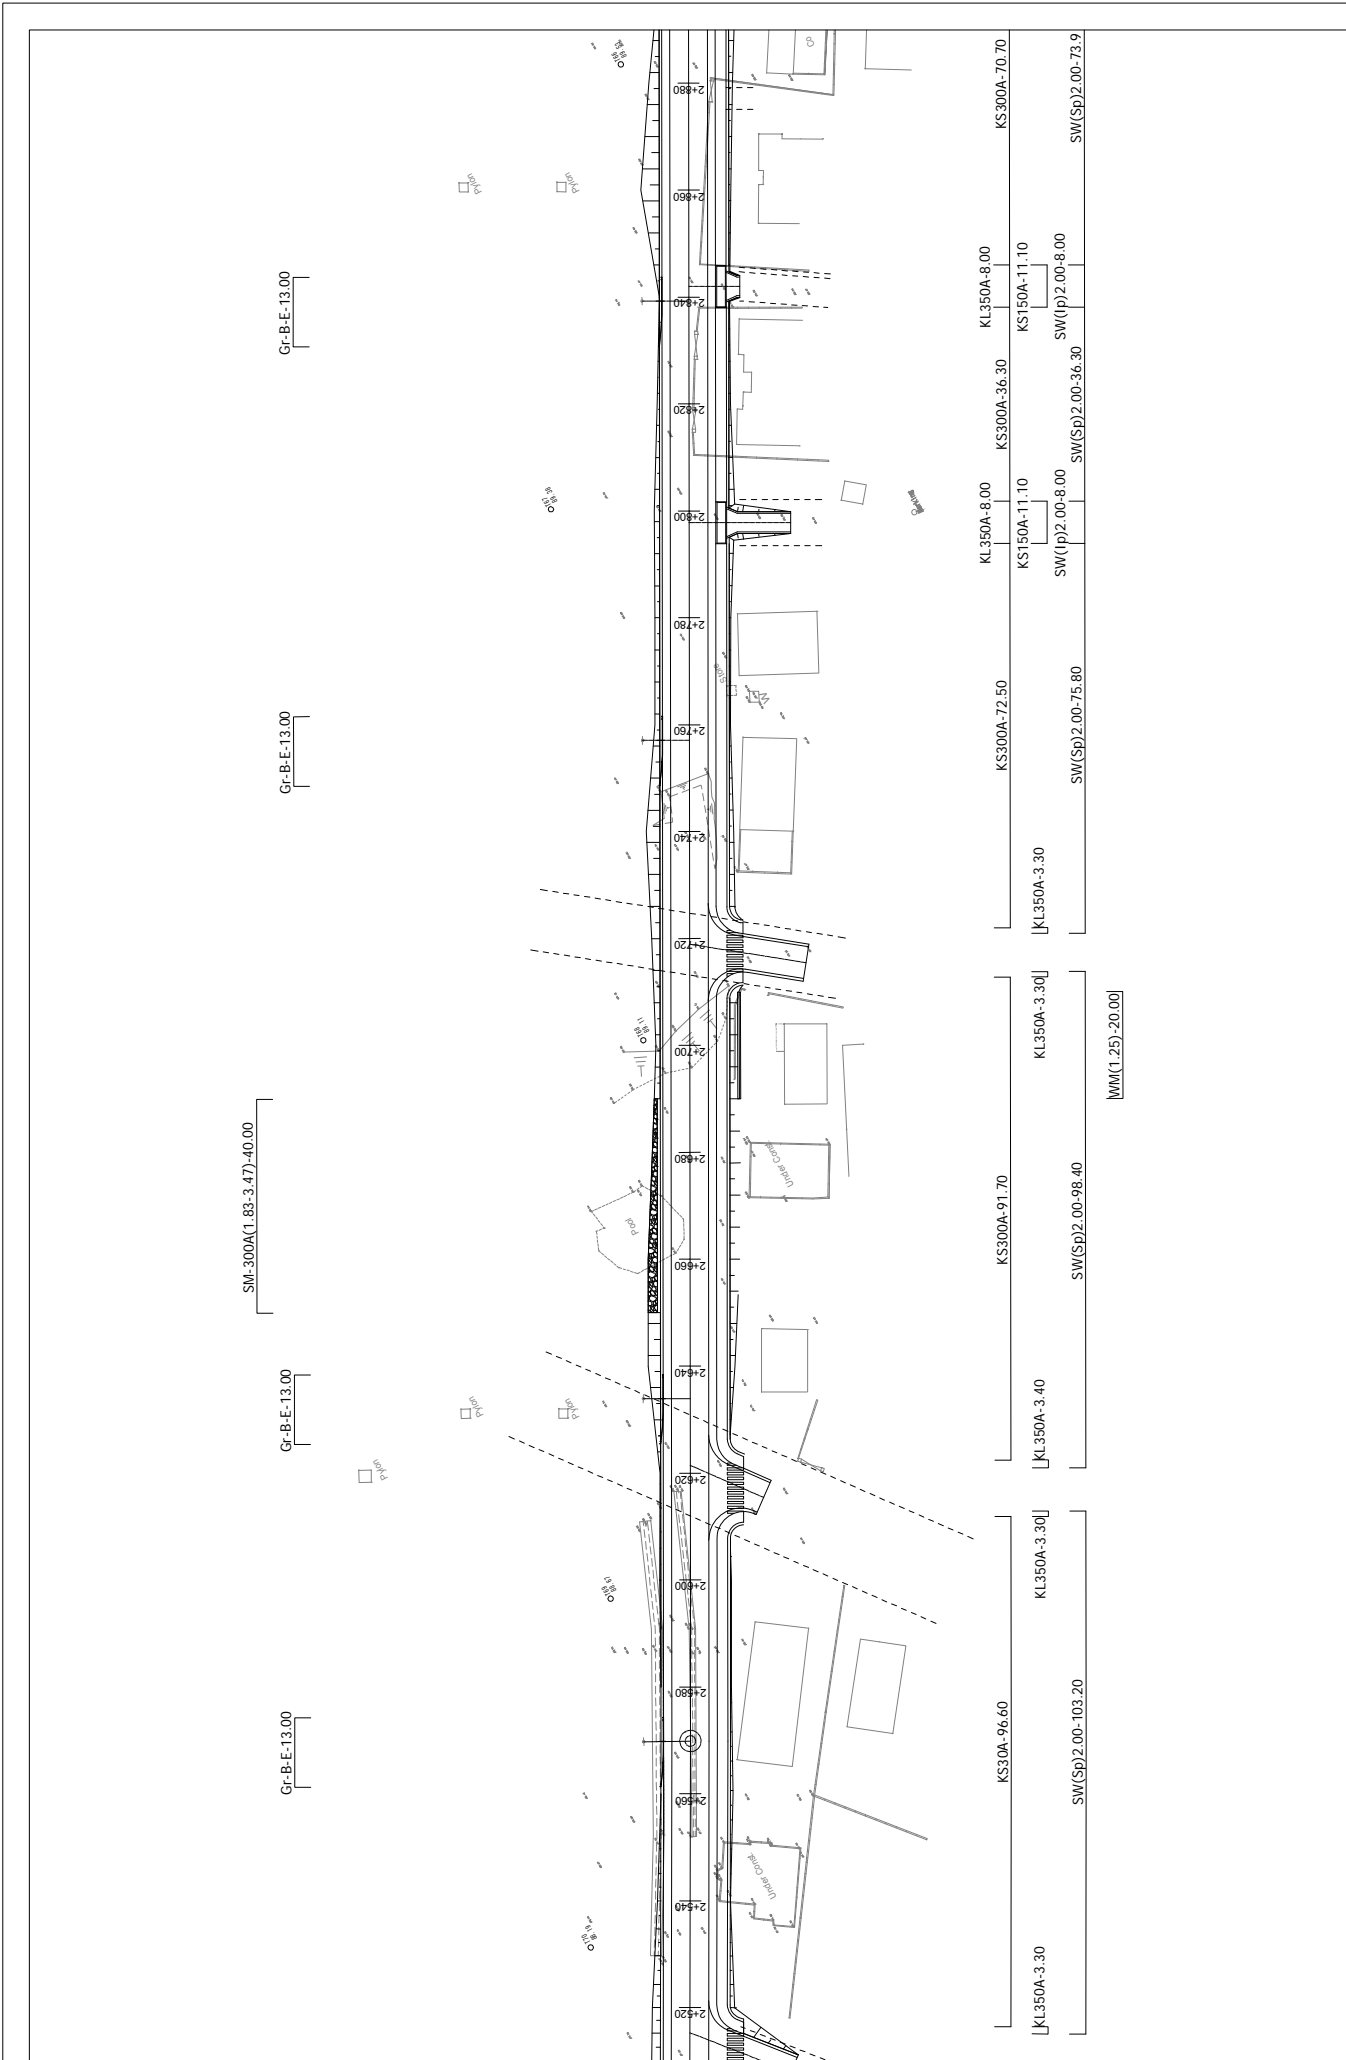 Co
KS300A-70.70
SW(Sp)2.00-73.9
2+880
Pylon
Pylon
2+860
Gr-B-E-13.00
2+840
KL350A-8.00
KS150A-11.10
SW(Ip)2.00-8.00
2+820
KS300A-36.30
SW(Sp)2.00-36.30
2+800
Parking
KL350A-8.00
KS150A-11.10
SW(Ip)2.00-8.00
2+780
Store
W
KS300A-72.50
SW(Sp)2.00-75.80
Gr-B-E-13.00
2+760
2+740
KL350A-3.30
2+720
KL350A-3.30
WM(1.25)-20.00
2+700
SM-300A(1.83-3.47)-40.00
2+680
Under Const
Pool
KS300A-91.70
SW(Sp)2.00-98.40
2+660
2+640
Gr-B-E-13.00
Pylon
Pylon
KL350A-3.40
Pylon
2+620
KL350A-3.30
2+600
2+580
Gr-B-E-13.00
KS30A-96.60
SW(Sp)2.00-103.20
2+560
Under Const.
2+540
KL350A-3.30
2+520